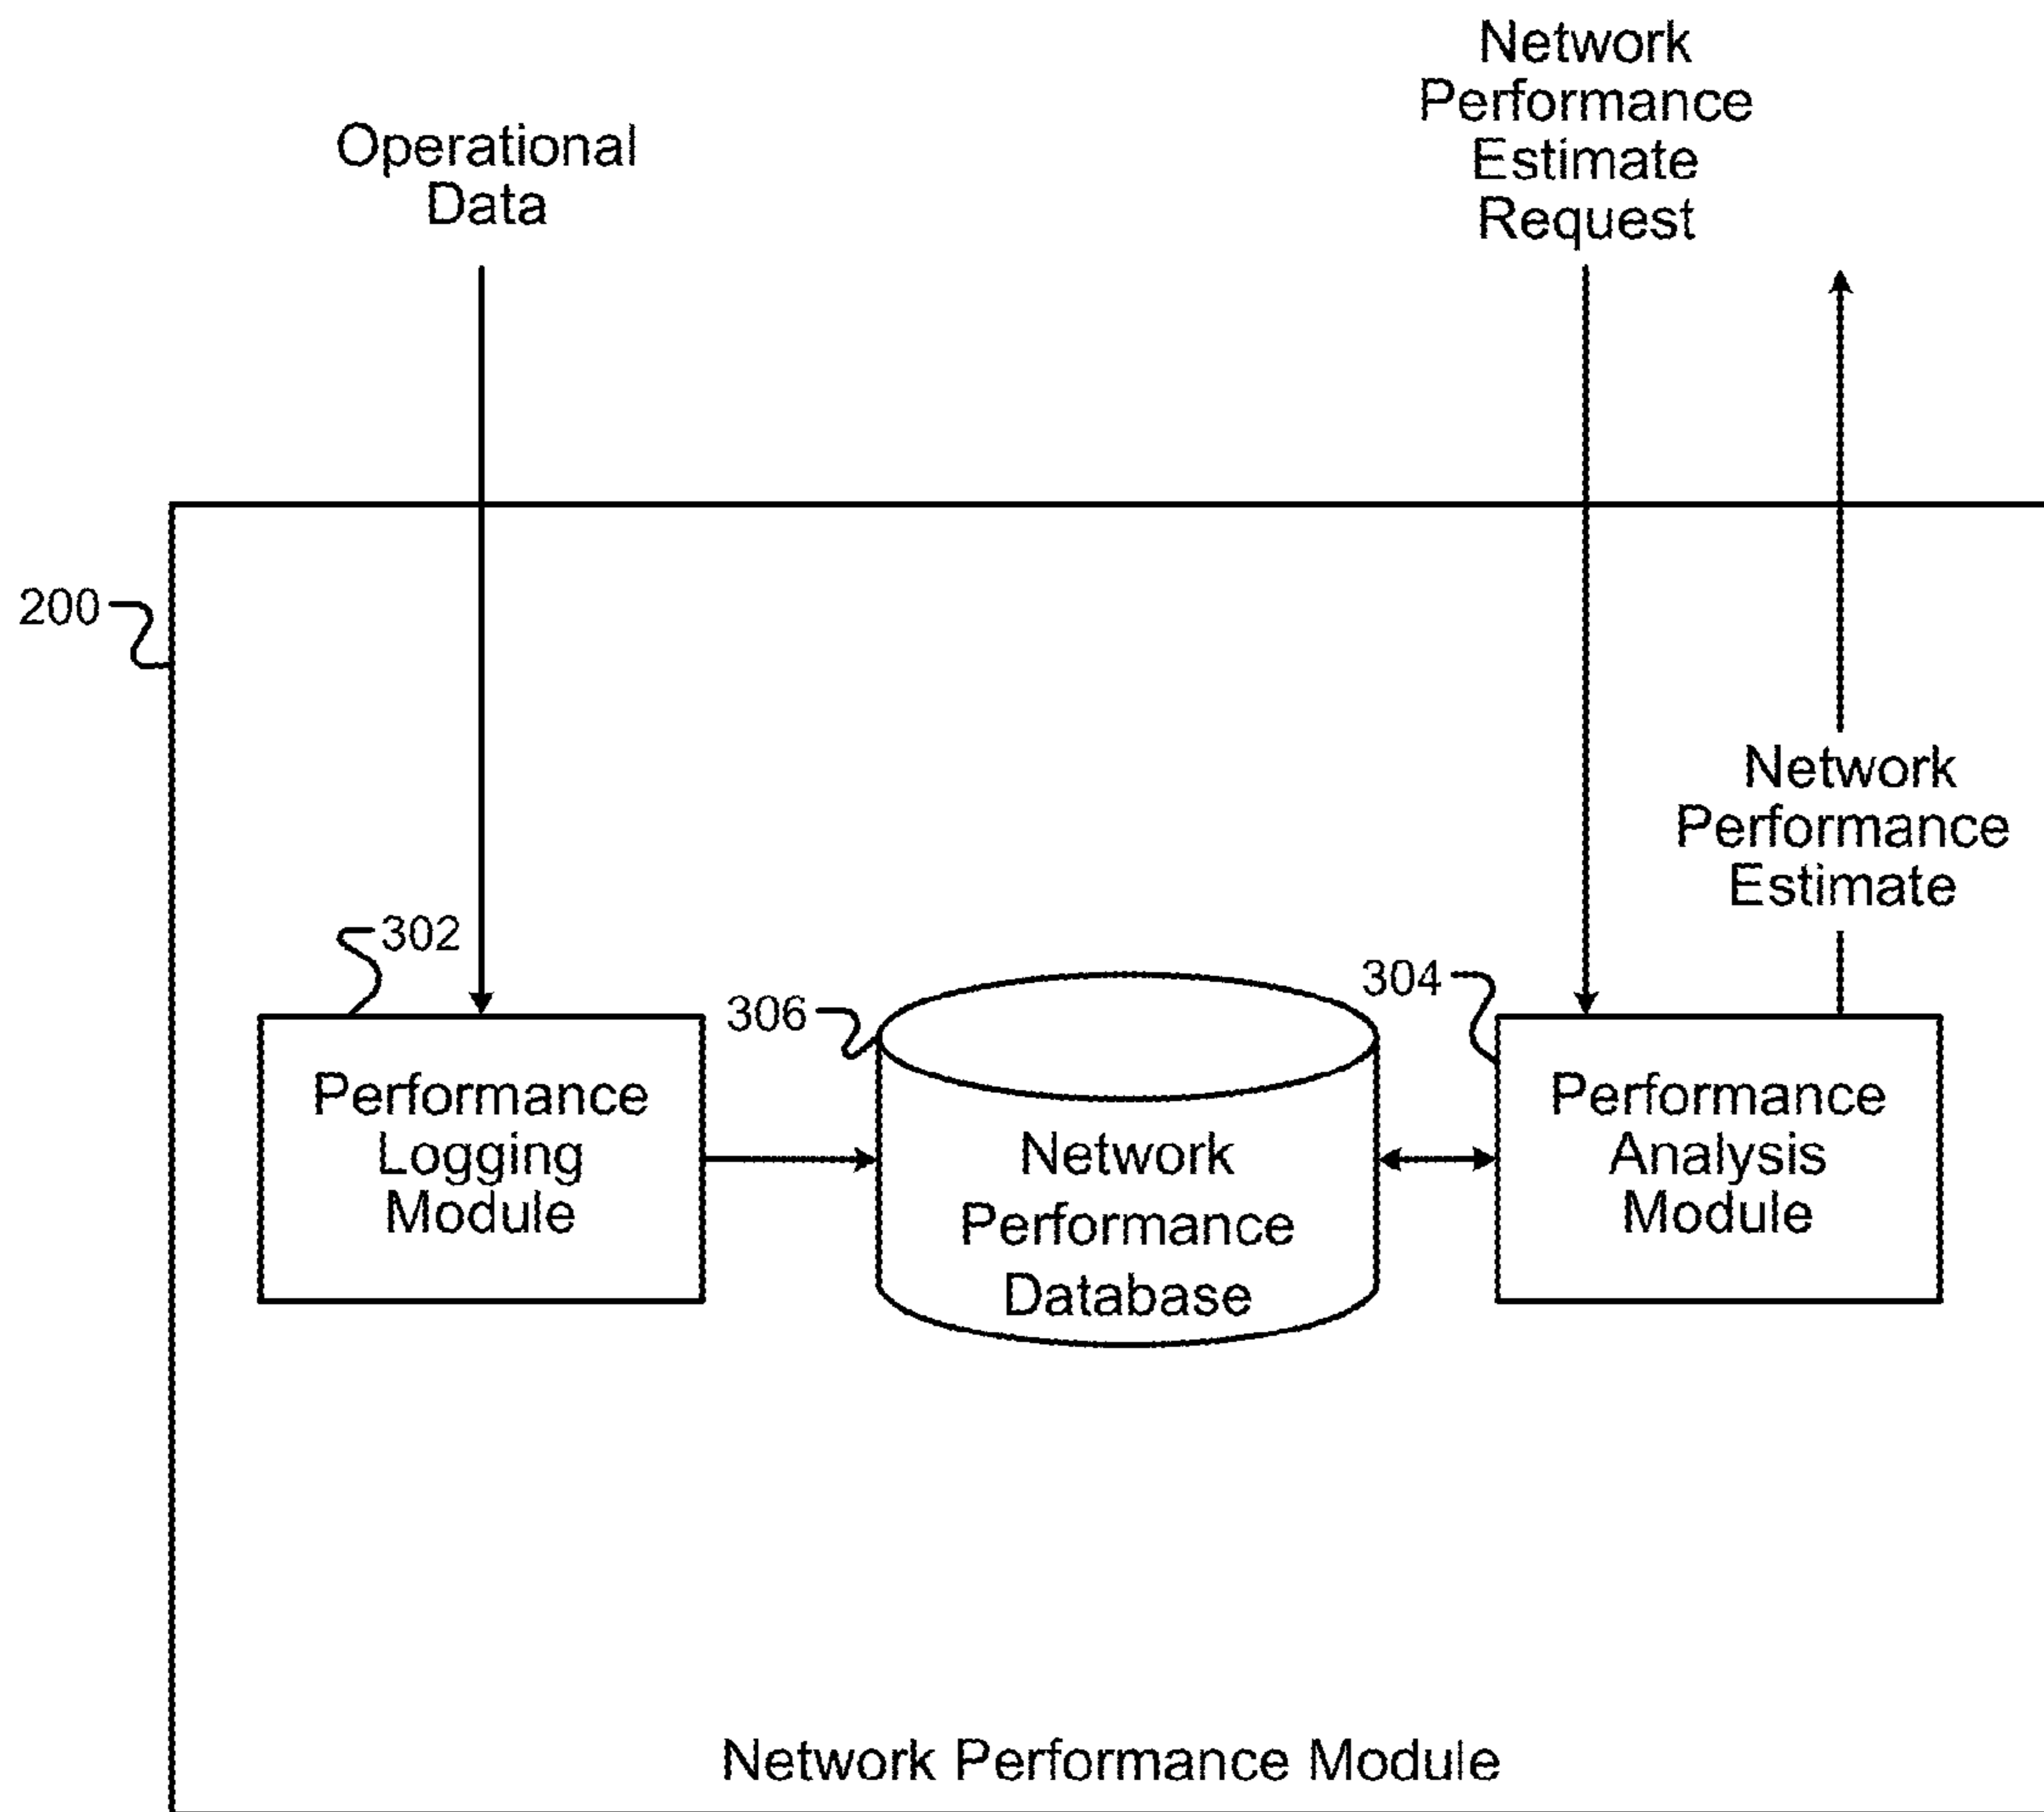 Network
Performance
Estimate
Request
Operational
Data
200
Network
Performance
Estimate
302
304
306
Performance
Logging
Module
Network
Performance
Database
Performance
Analysis
Module
Network Performance Module